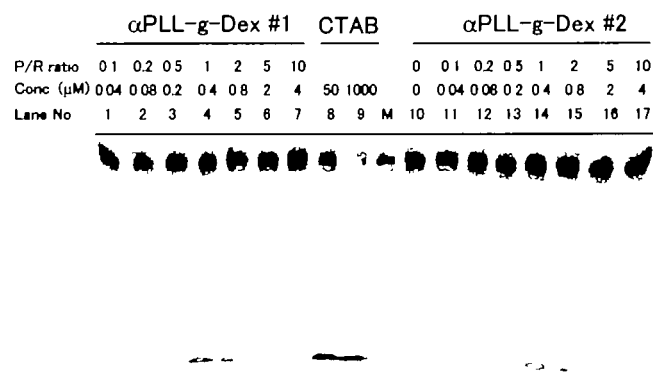 αPLL-g-Dex #1 CTAB αPLL-g-Dex #2
P/R ratio 0 1 0.2 0 5 1 2 5 10 0 0 1 0.2 0 5 1 2 5 10
Conc (μM) 0 04 0 08 0.2 0 4 0 8 2 4 50 1000 0 0 04 0 08 0 2 0 4 0 8 2 4
Lane No 1 2 3 4 5 6 7 8 9 M 10 11 12 13 14 15 16 17